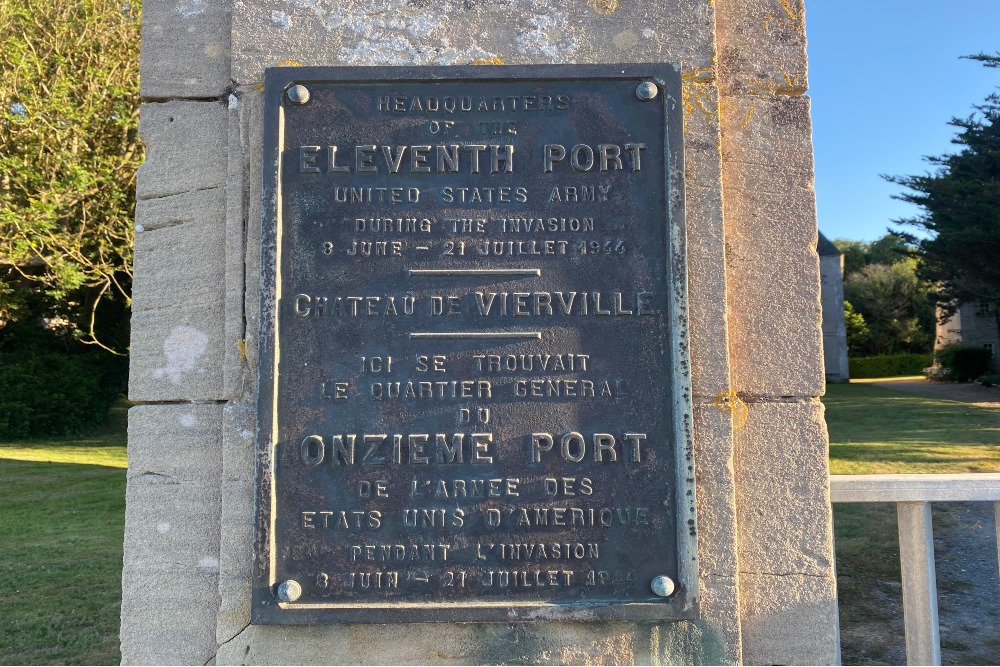 HEADQUARTERS
OF THE
ELEVENTH PORT
UNITED STATES ARMY
DURING THE INVASION
8 JUNE – 21 JUILLET 1944
CHATEAU DE VIERVILLE
ICI SE TROUVAIT
LE QUARTIER GENERAL
DU
ONZIEME PORT
DE L'ARNEE DES
ETATS UNIS D'AMERIQUE
PENDANT L'INVASION
8 JUIN – 21 JUILLET 1944